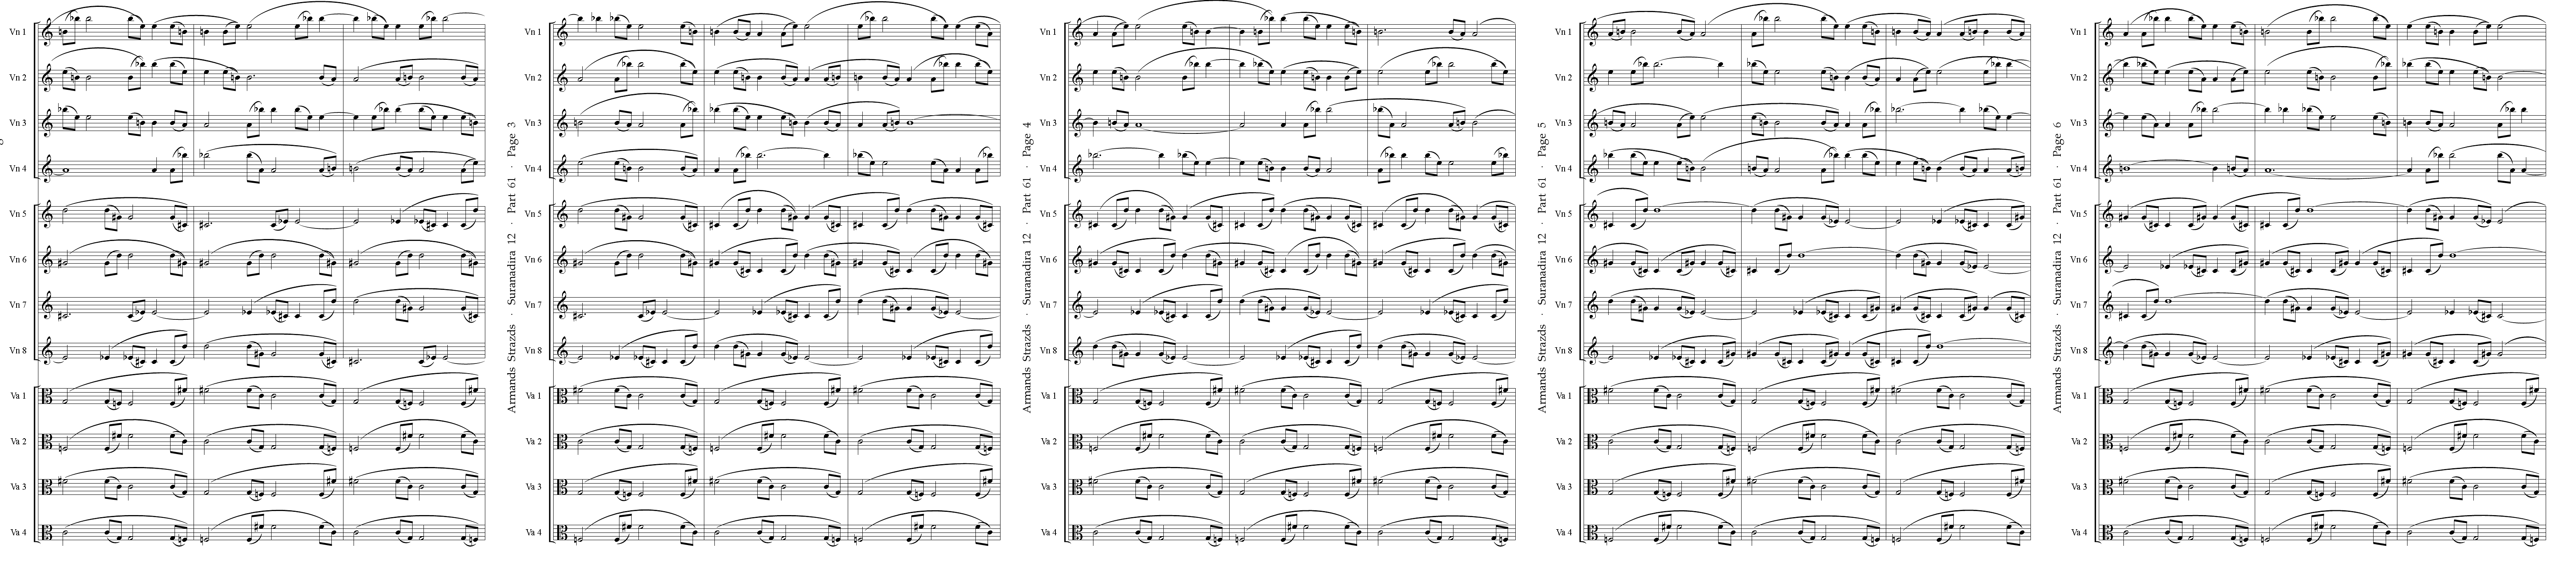 Vn 1
Vn 2
Vn 3
Vn 4
Vn 5
Vn 6
Vn 7
Vn 8
Va 1
Va 2
Va 3
Va 4
Armands Strazds · Suranadira 12 · Part 61 · Page 3
Vn 1
Vn 2
Vn 3
Vn 4
Vn 5
Vn 6
Vn 7
Vn 8
Va 1
Va 2
Va 3
Va 4
Armands Strazds · Suranadira 12 · Part 61 · Page 4
Vn 1
Vn 2
Vn 3
Vn 4
Vn 5
Vn 6
Vn 7
Vn 8
Va 1
Va 2
Va 3
Va 4
Armands Strazds · Suranadira 12 · Part 61 · Page 5
Vn 1
Vn 2
Vn 3
Vn 4
Vn 5
Vn 6
Vn 7
Vn 8
Va 1
Va 2
Va 3
Va 4
Armands Strazds · Suranadira 12 · Part 61 · Page 6
Vn 1
Vn 2
Vn 3
Vn 4
Vn 5
Vn 6
Vn 7
Vn 8
Va 1
Va 2
Va 3
Va 4